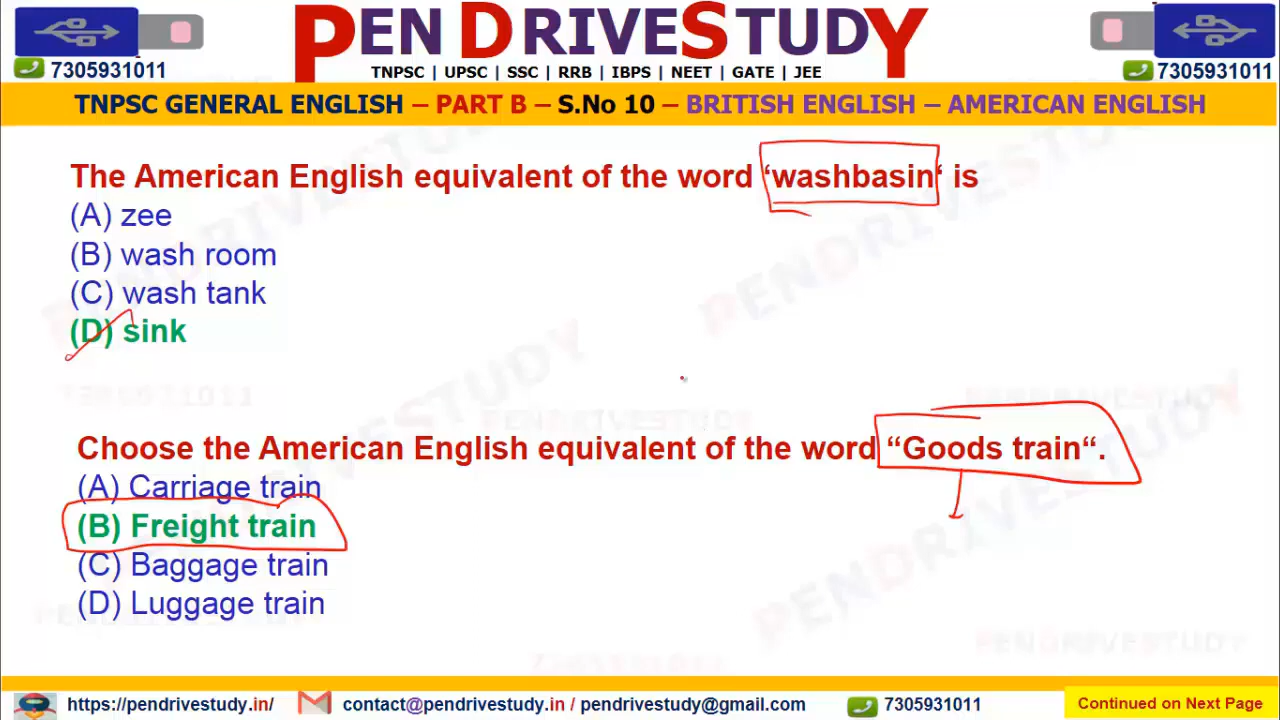 PEN DRIVESTUDY
7305931011
TNPSC | UPSC | SSC | RRB | IBPS | NEET | GATE | JEE
7305931011
TNPSC GENERAL ENGLISH – PART B – S.No 10 – BRITISH ENGLISH – AMERICAN ENGLISH
The American English equivalent of the word ‘washbasin‘ is
(A) zee
(B) wash room
(C) wash tank
(D) sink
Choose the American English equivalent of the word “Goods train“.
(A) Carriage train
(B) Freight train
(C) Baggage train
(D) Luggage train
PENDRIVESTUDY
7305931011
https://pendrivestudy.in/ contact@pendrivestudy.in / pendrivestudy@gmail.com 7305931011 Continued on Next Page